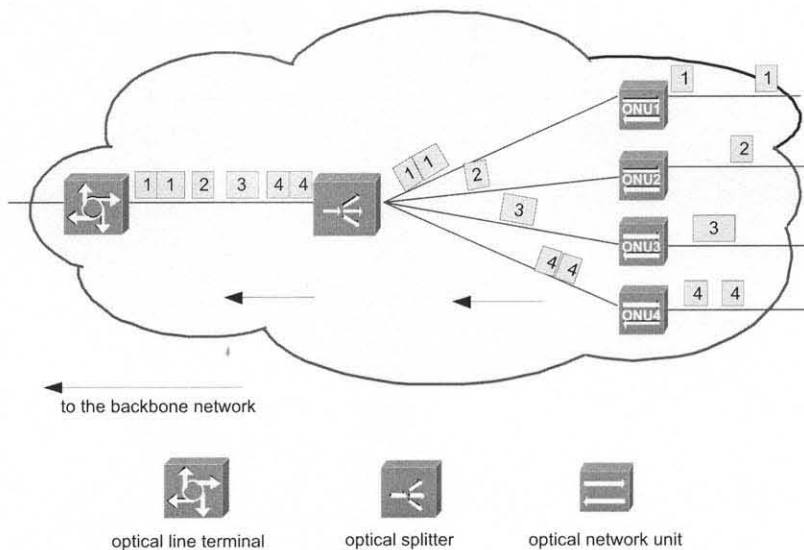 1 1
ONU1
1 1 2 3 4 4
1 1
2
ONU2
2
3
ONU3
3
4 4
ONU4
4 4
to the backbone network
optical line terminal
optical splitter
optical network unit